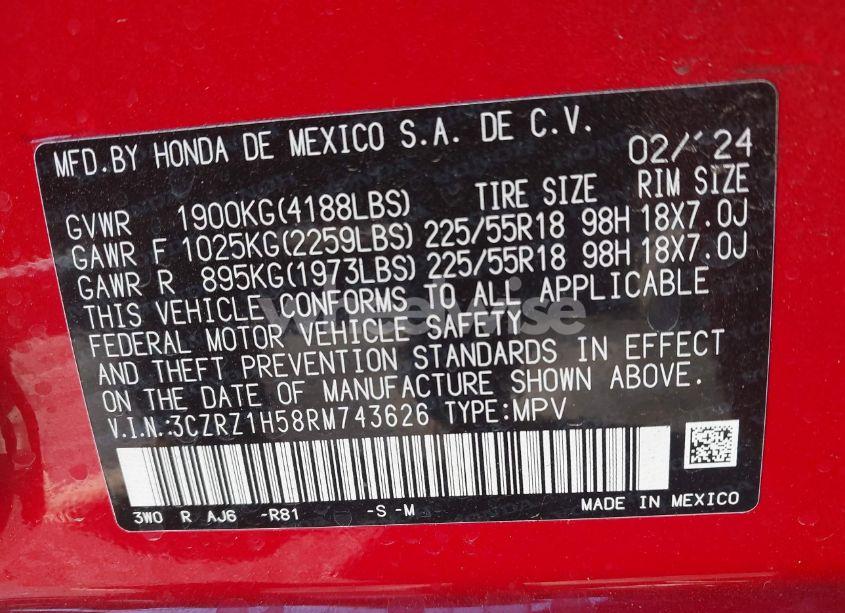 MFD.BY HONDA DE MEXICO S.A. DE C.V. 02/'24
TIRE SIZE RIM SIZE
GVWR 1900KG(4188LBS)
GAWR F 1025KG(2259LBS) 225/55R18 98H 18X7.0J
GAWR R 895KG(1973LBS) 225/55R18 98H 18X7.0J
THIS VEHICLE CONFORMS TO ALL APPLICABLE
FEDERAL MOTOR VEHICLE SAFETY
AND THEFT PREVENTION STANDARDS IN EFFECT
ON THE DATE OF MANUFACTURE SHOWN ABOVE.
V.I.N.:3CZRZ1H58RM743626 TYPE:MPV
3WO R AJ6 -R81 -S -M MADE IN MEXICO
wheelwise